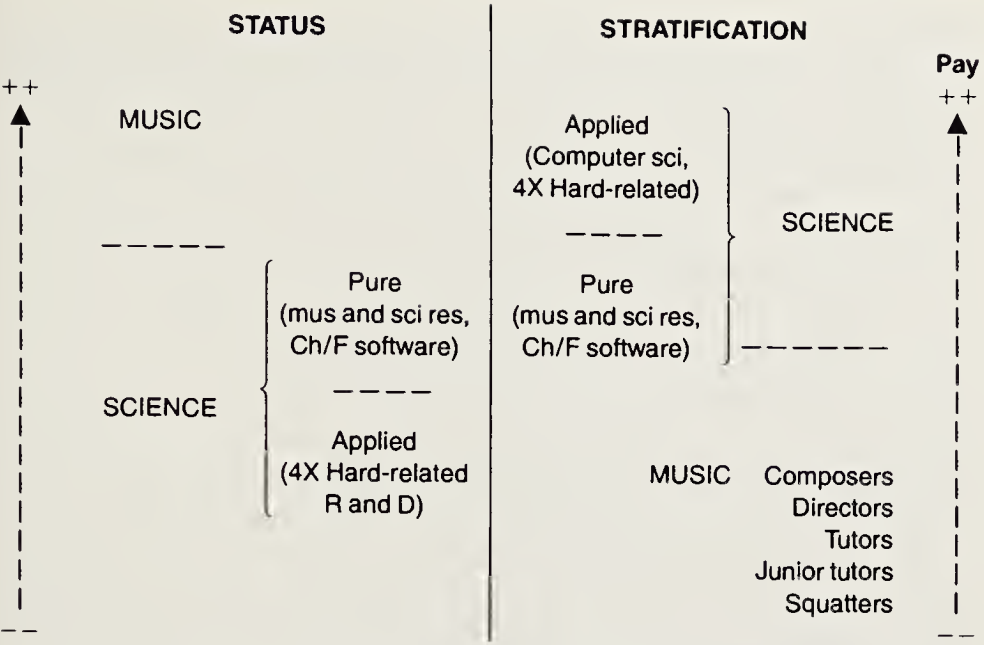 STATUS
++
MUSIC
Pure
(mus and sci res,
Ch/F software)
SCIENCE
Applied
(4X Hard-related
R and D)
--
STRATIFICATION
Pay
++
Applied
(Computer sci,
4X Hard-related)
SCIENCE
Pure
(mus and sci res,
Ch/F software)
MUSIC Composers
Directors
Tutors
Junior tutors
Squatters
--